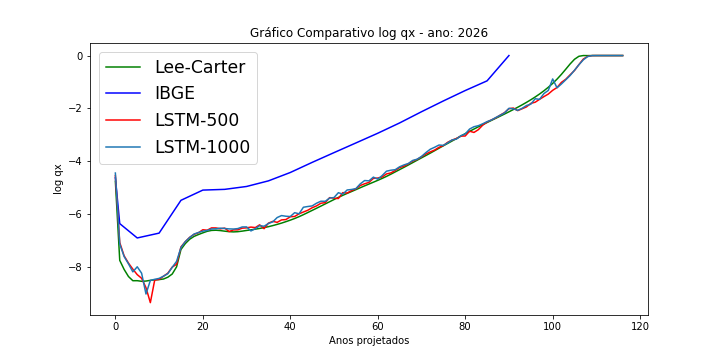 Gráfico Comparativo log qx - ano: 2026
Lee-Carter
IBGE
LSTM-500
LSTM-1000
log qx
0
−2
−4
−6
−8
0 20 40 60 80 100 120
Anos projetados